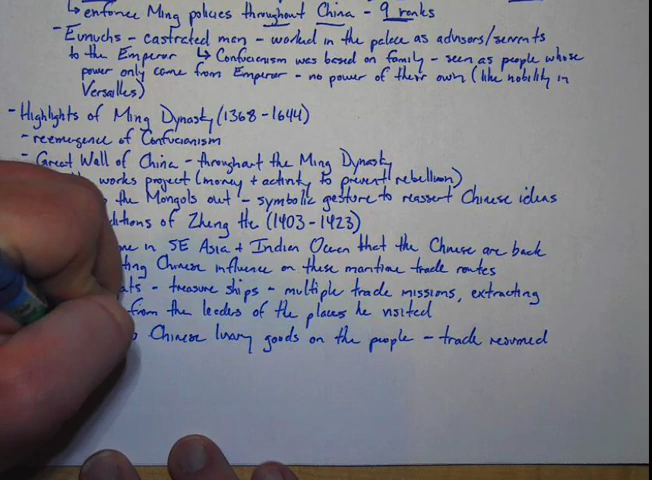 ↳ enforce Ming policies throughout China - 9 ranks
- Eunuchs - castrated men - worked in the palace as advisors/servants
to the Emperor ↳ Confucianism was based on family - seen as people whose
power only come from Emperor - no power of their own (like nobility in
Versailles)
- Highlights of Ming Dynasty (1368 - 1644)
- reemergence of Confucianism
- Great Wall of China - throughout the Ming Dynasty
works project (money + activity to prevent rebellion)
the Mongols out - symbolic gesture to reassert Chinese ideas
ditions of Zheng He (1403 - 1423)
in SE Asia + Indian Ocean that the Chinese are back
ting Chinese influence on these maritime trade routes
ats - treasure ships - multiple trade missions, extracting
from the leaders of the places he visited
Chinese luxury goods on the people - trade resumed